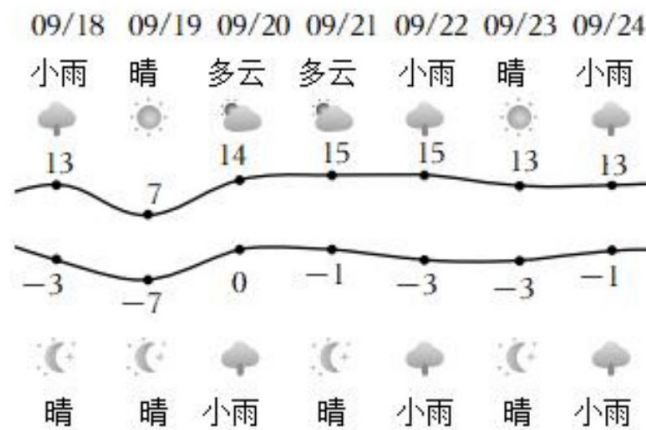 09/18 09/19 09/20 09/21 09/22 09/23 09/24
小雨 晴 多云 多云 小雨 晴 小雨
13 7 14 15 15 13 13
−3 −7 0 −1 −3 −3 −1
晴 晴 小雨 晴 小雨 晴 小雨